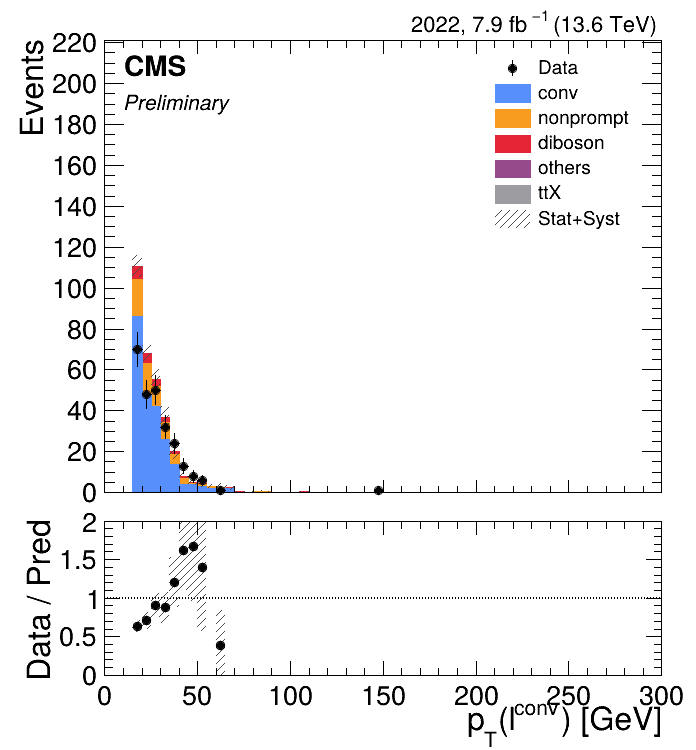 2022, 7.9 fb⁻¹ (13.6 TeV)
Events
220
200
180
160
140
120
100
80
60
40
20
0
CMS
Preliminary
Data
conv
nonprompt
diboson
others
ttX
Stat+Syst
Data / Pred
2
1.5
1
0.5
0
0 50 100 150 200 250 300
p_T(l^conv) [GeV]